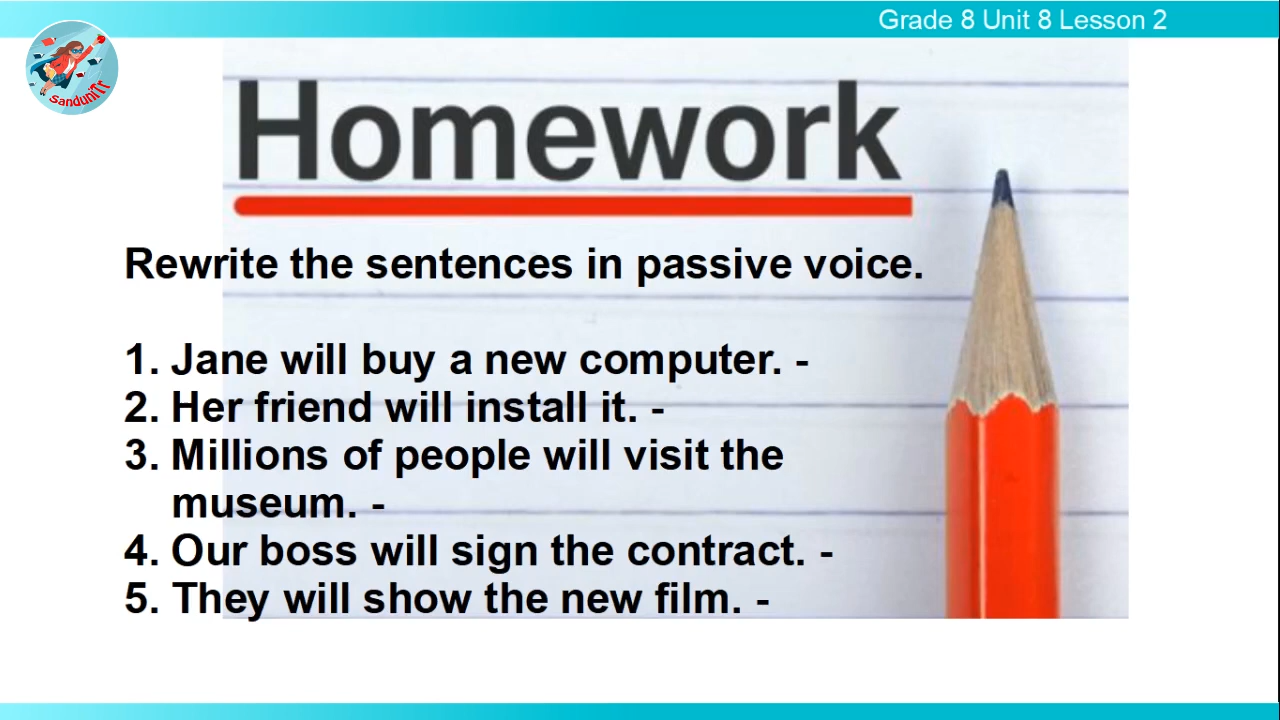 Grade 8 Unit 8 Lesson 2
SanduniTr
Homework
Rewrite the sentences in passive voice.
1. Jane will buy a new computer. -
2. Her friend will install it. -
3. Millions of people will visit the
museum. -
4. Our boss will sign the contract. -
5. They will show the new film. -